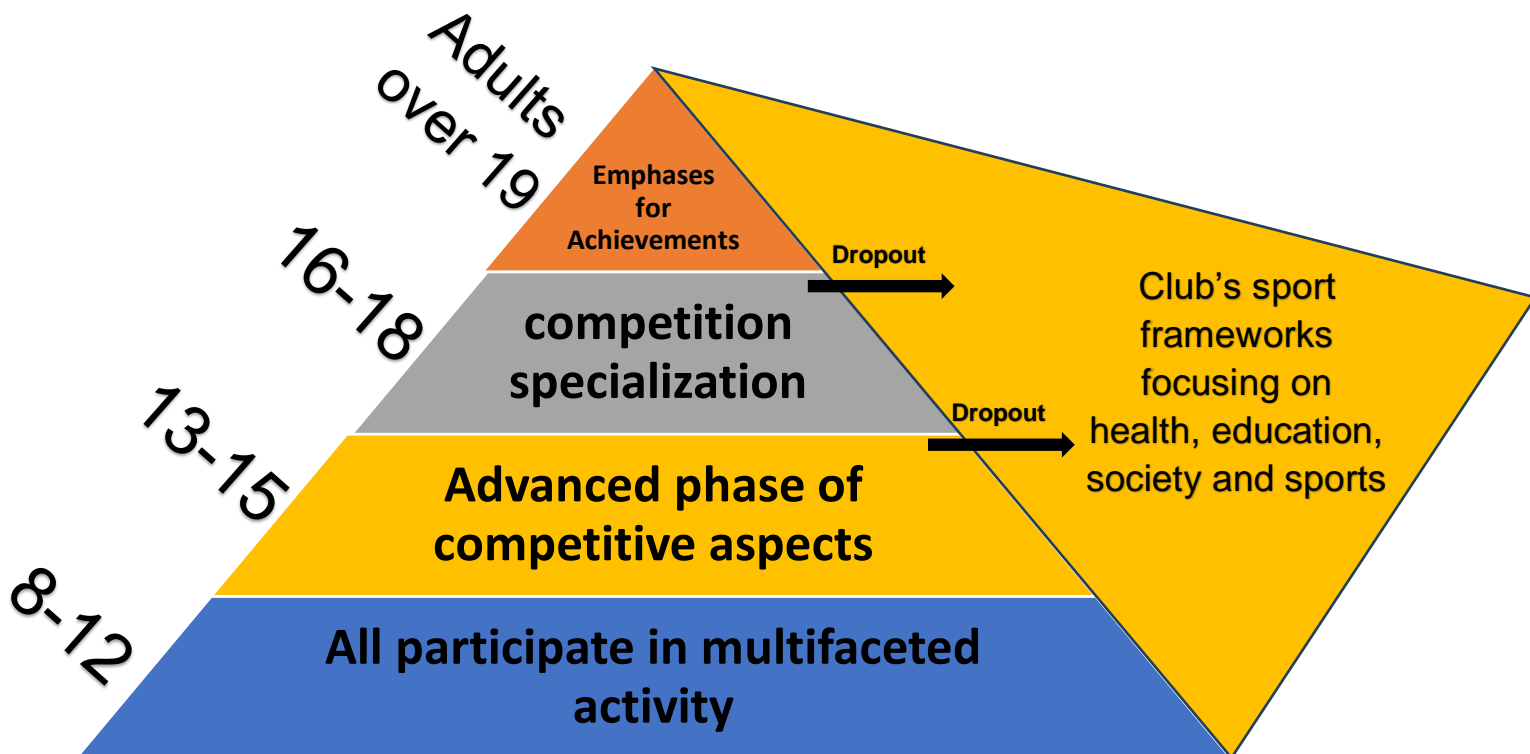 Adults
over 19
Emphases
for
Achievements
16-18
Dropout
competition
specialization
Club's sport
frameworks
focusing on
health, education,
society and sports
13-15
Dropout
Advanced phase of
competitive aspects
8-12
All participate in multifaceted
activity